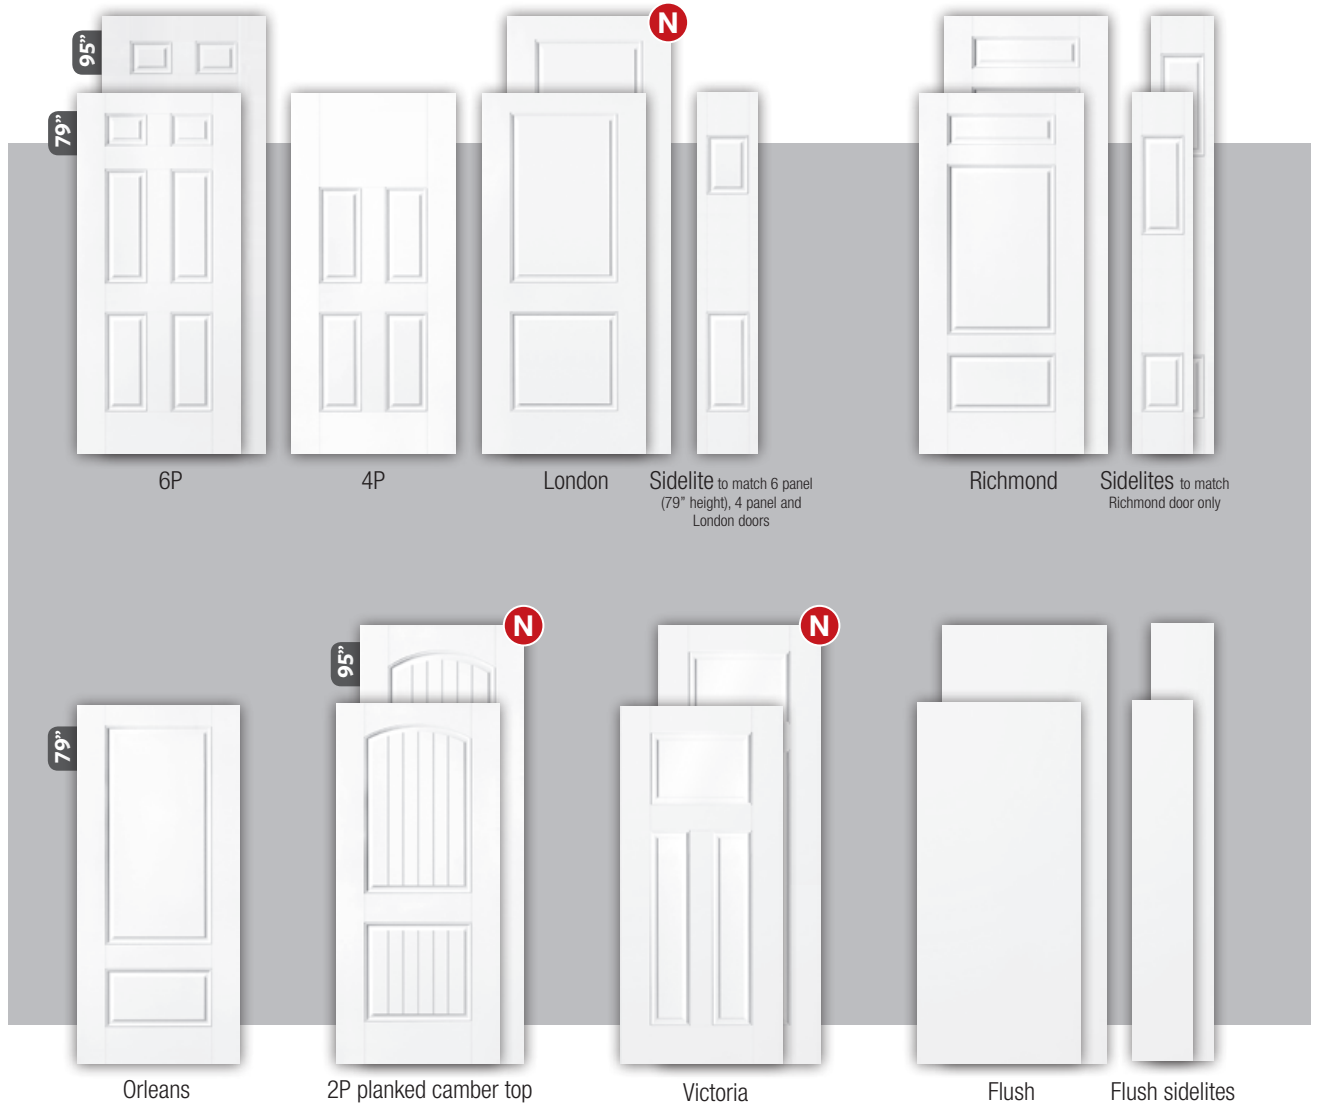 95”
N
79”
6P
4P
London
Sidelite to match 6 panel
(79” height), 4 panel and
London doors
Richmond
Sidelites to match
Richmond door only
N
N
95”
79”
Orleans
2P planked camber top
Victoria
Flush
Flush sidelites